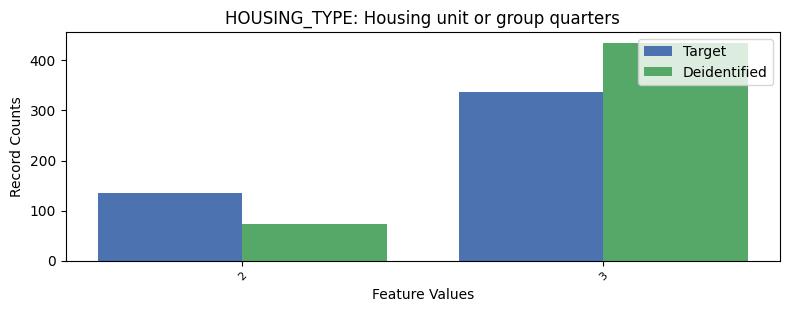 HOUSING_TYPE: Housing unit or group quarters
Target
Deidentified
400
300
200
100
0
Record Counts
2
3
Feature Values